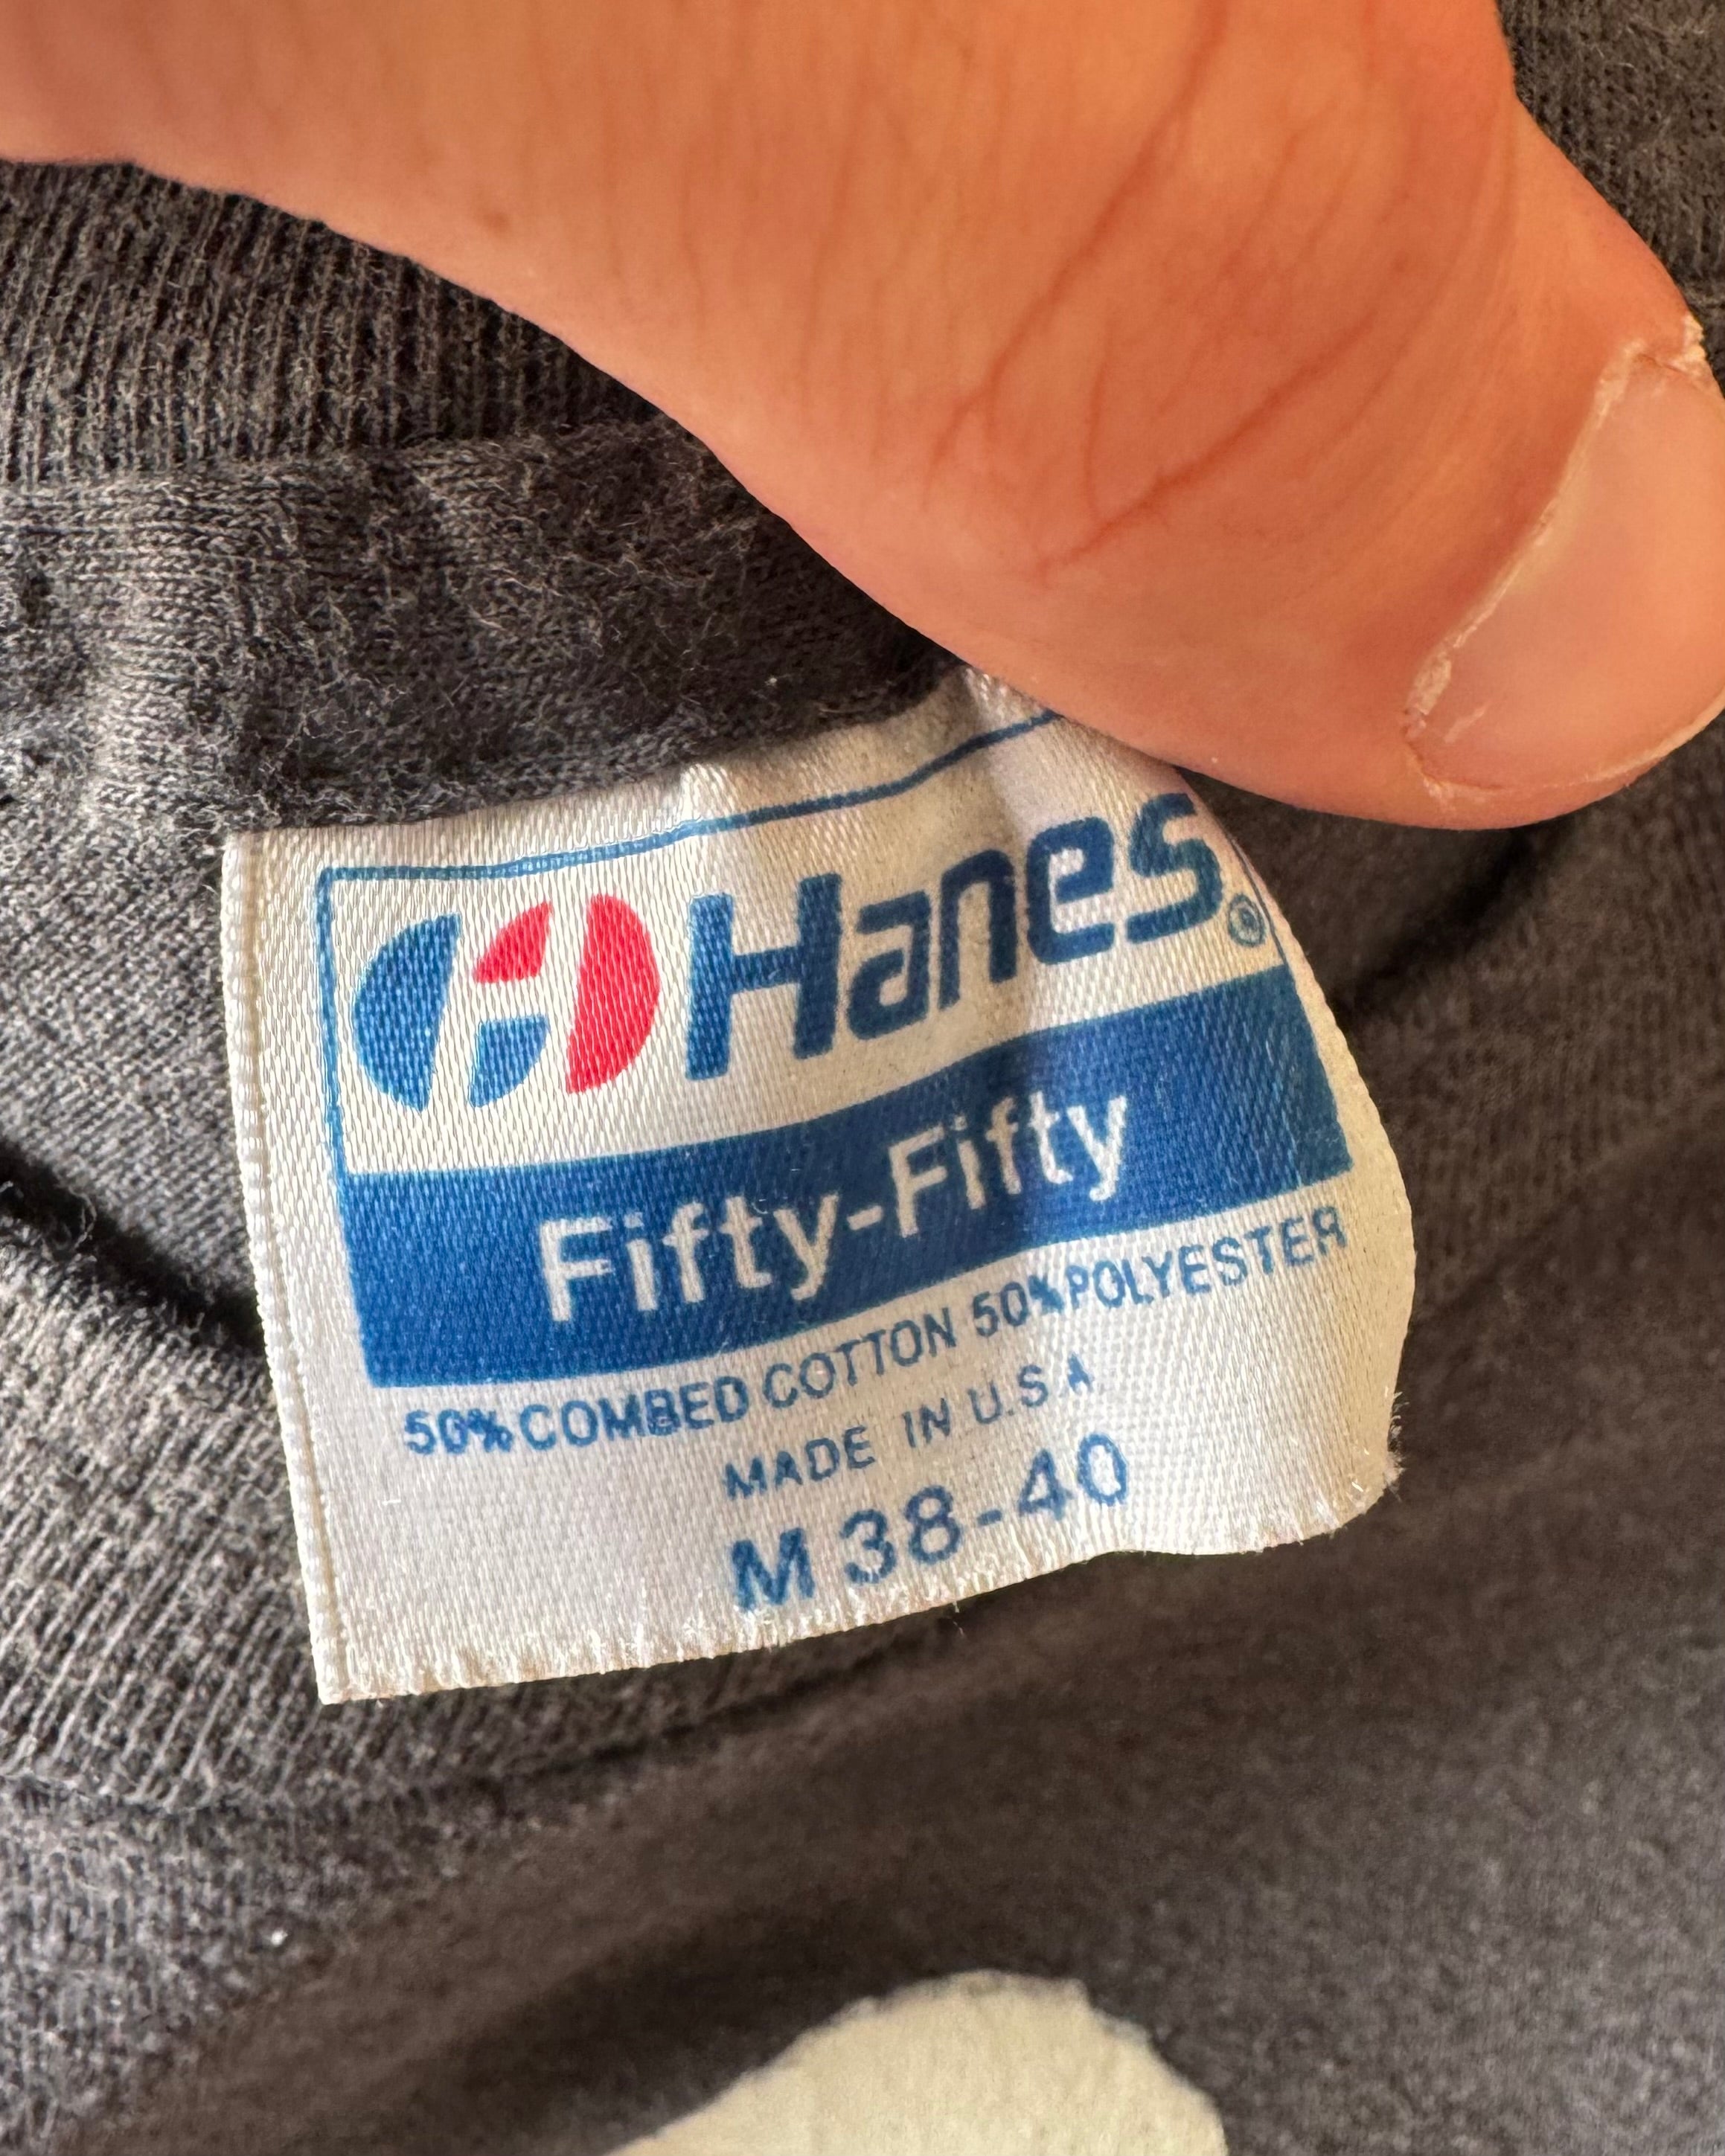 Hanes®
Fifty-Fifty
50% COMBED COTTON 50% POLYESTER
MADE IN U.S.A
M 38-40